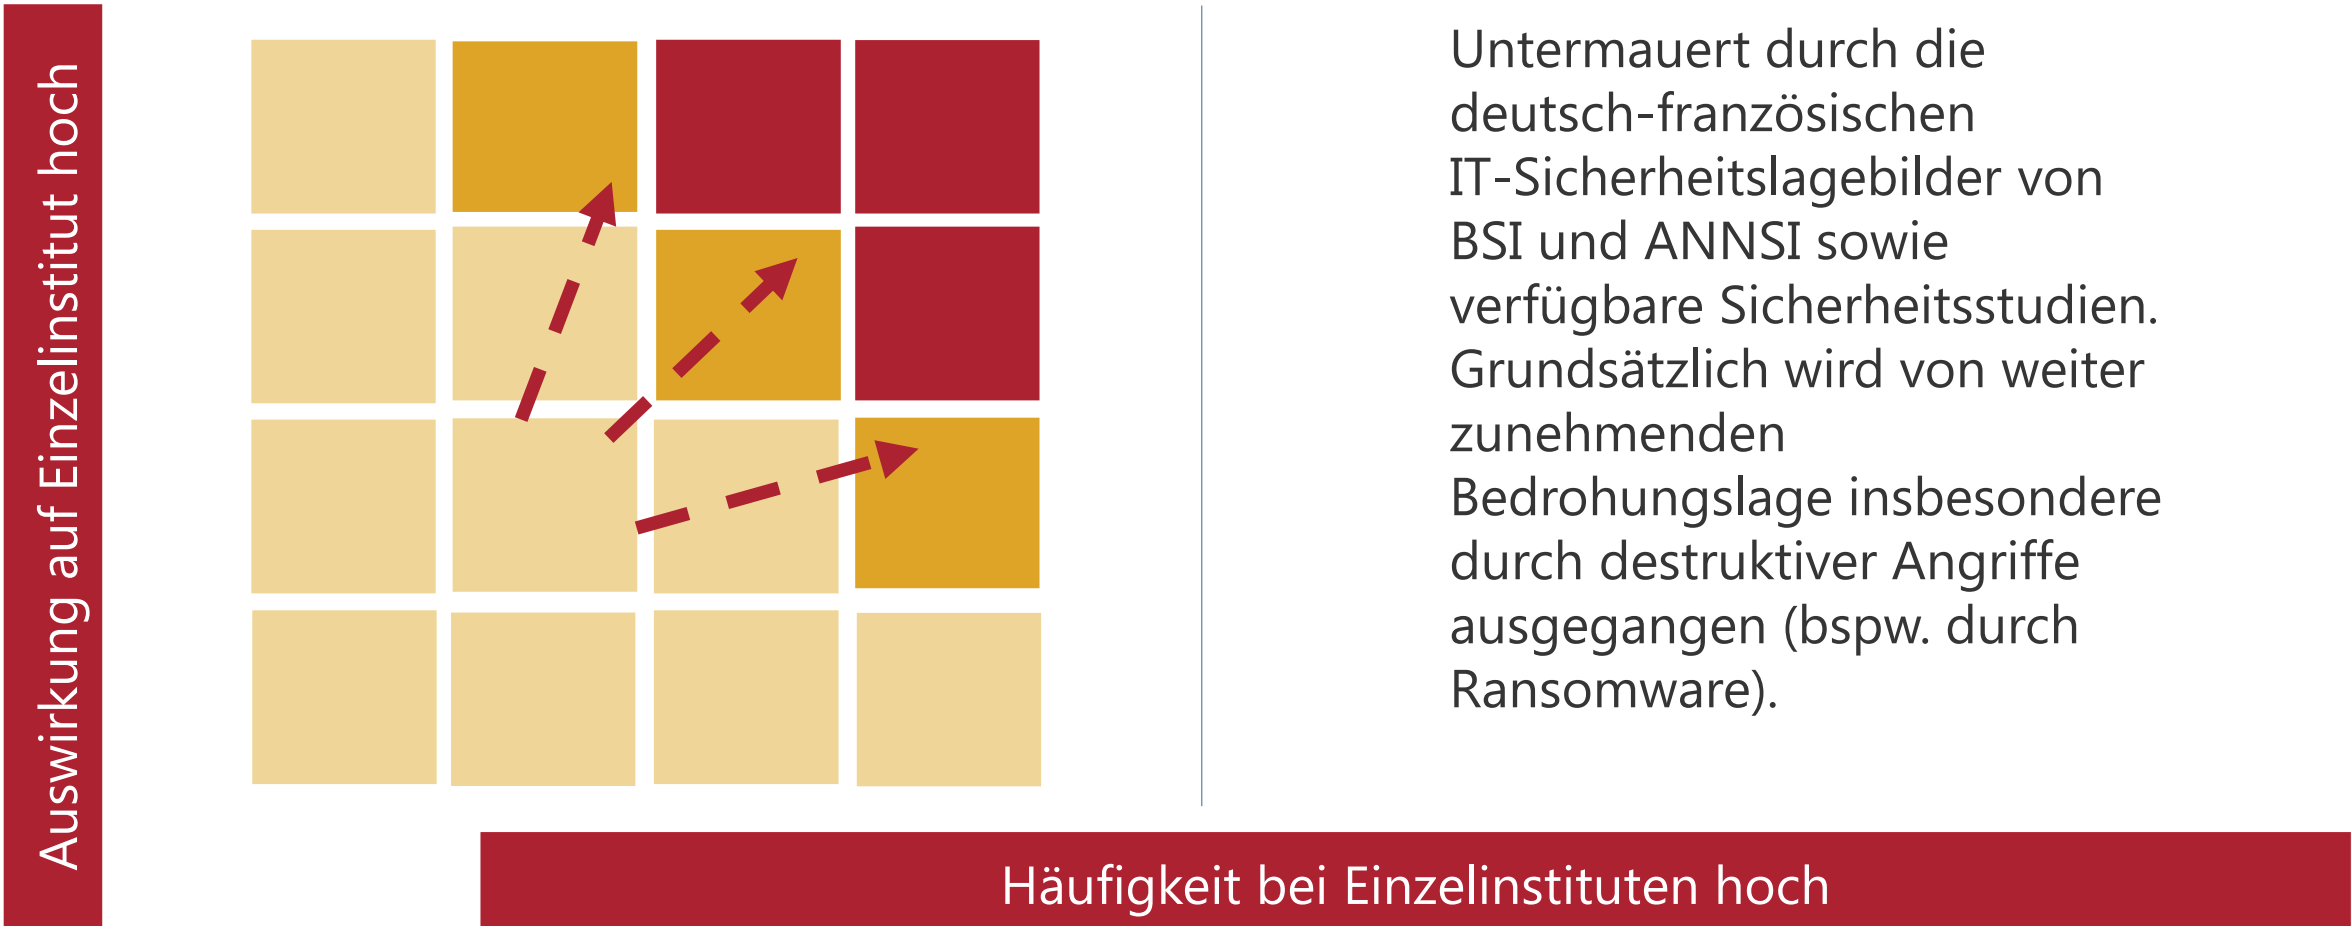 Auswirkung auf Einzelinstitut hoch
Untermauert durch die
deutsch-französischen
IT-Sicherheitslagebilder von
BSI und ANNSI sowie
verfügbare Sicherheitsstudien.
Grundsätzlich wird von weiter
zunehmenden
Bedrohungslage insbesondere
durch destruktiver Angriffe
ausgegangen (bspw. durch
Ransomware).
Häufigkeit bei Einzelinstituten hoch